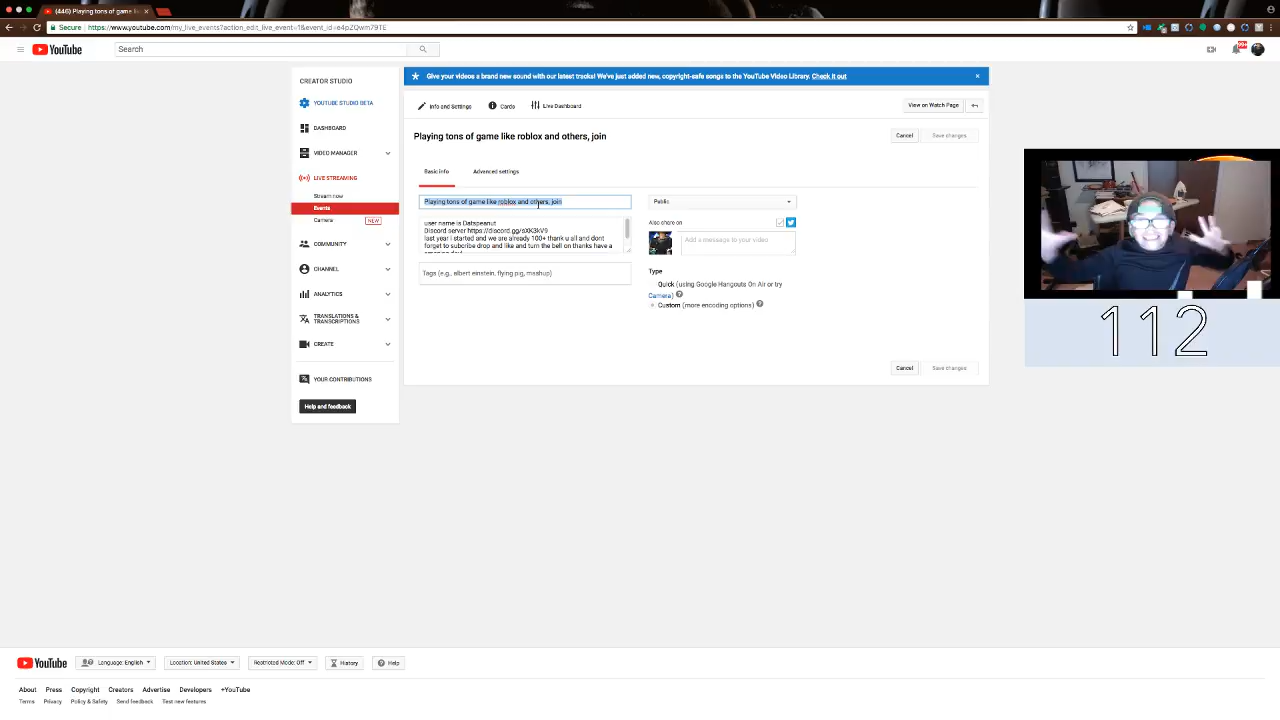 (446) Playing tons of game li
Secure https://www.youtube.com/my_live_events?action_edit_live_event=1&event_id=e4pZQwm79TE
YouTube
Search
99+
CREATOR STUDIO
YOUTUBE STUDIO BETA
DASHBOARD
VIDEO MANAGER
LIVE STREAMING
Stream now
Events
Camera NEW
COMMUNITY
CHANNEL
ANALYTICS
TRANSLATIONS &
TRANSCRIPTIONS
CREATE
YOUR CONTRIBUTIONS
Help and feedback
Give your videos a brand new sound with our latest tracks! We've just added new, copyright-safe songs to the YouTube Video Library. Check it out
Info and Settings Cards Live Dashboard
View on Watch Page
Playing tons of game like roblox and others, join
Cancel Save changes
Basic info Advanced settings
Playing tons of game like roblox and others, join
user name is Datspeanut
Discord server https://discord.gg/sXK3kV9
last year i started and we are already 100+ thank u all and dont
forget to subcribe drop and like and turn the bell on thanks have a
Tags (e.g., albert einstein, flying pig, mashup)
Public
Also share on
Add a message to your video
Type
Quick (using Google Hangouts On Air or try
Camera)
Custom (more encoding options)
Cancel Save changes
112
YouTube Language: English Location: United States Restricted Mode: Off History Help
About Press Copyright Creators Advertise Developers +YouTube
Terms Privacy Policy & Safety Send feedback Test new features